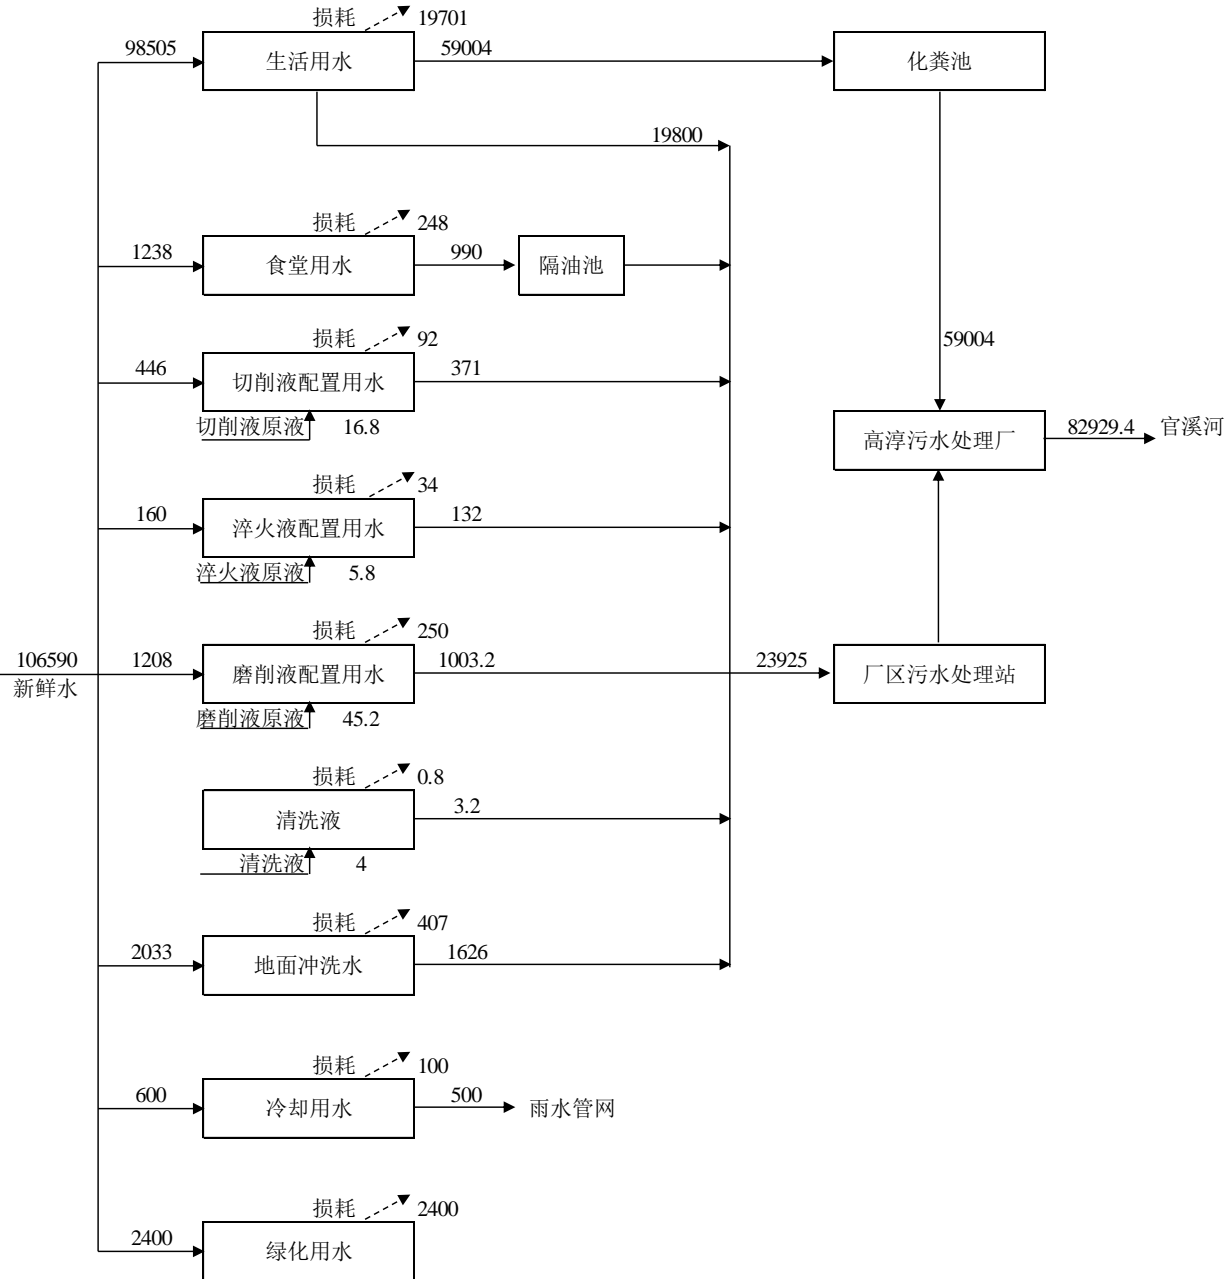 损耗 19701
98505 生活用水 59004 化粪池
19800
损耗 248
1238 食堂用水 990 隔油池
损耗 92
59004
446 切削液配置用水 371
切削液原液 16.8
高淳污水处理厂 82929.4 官溪河
损耗 34
160 淬火液配置用水 132
淬火液原液 5.8
损耗 250
106590 1208 磨削液配置用水 1003.2 23925 厂区污水处理站
新鲜水
磨削液原液 45.2
损耗 0.8
清洗液 3.2
清洗液 4
损耗 407
2033 地面冲洗水 1626
损耗 100
600 冷却用水 500 雨水管网
损耗 2400
2400 绿化用水